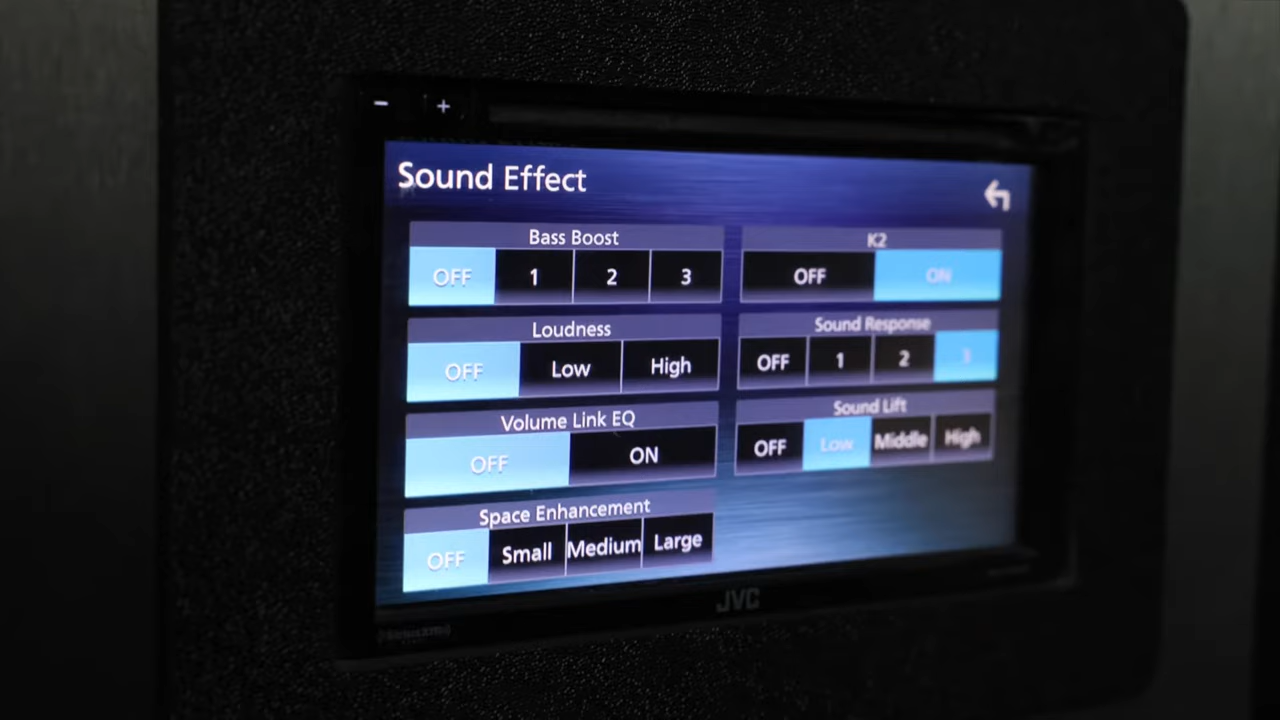 - +
Sound Effect
Bass Boost
OFF 1 2 3
K2
OFF ON
Loudness
OFF Low High
Sound Response
OFF 1 2 3
Volume Link EQ
OFF ON
Sound Lift
OFF Low Middle High
Space Enhancement
OFF Small Medium Large
JVC